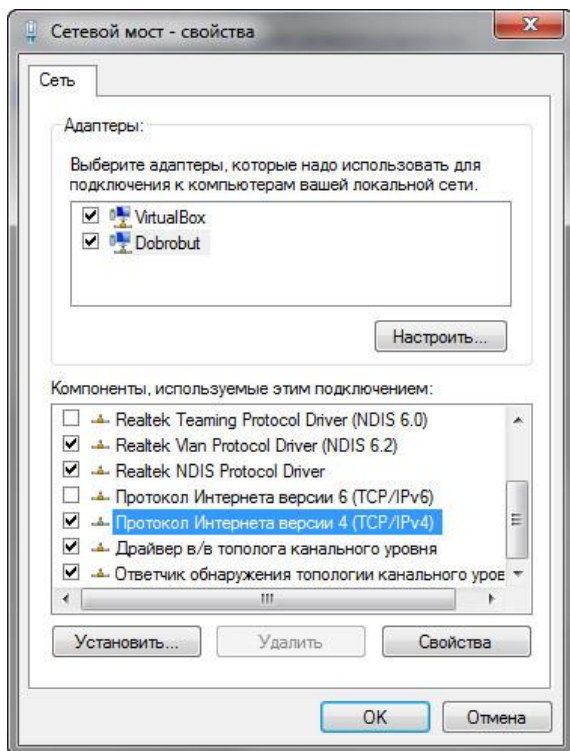 Сетевой мост - свойства
Сеть
Адаптеры:
Выберите адаптеры, которые надо использовать для
подключения к компьютерам вашей локальной сети.
VirtualBox
Dobrobut
Настроить...
Компоненты, используемые этим подключением:
Realtek Teaming Protocol Driver (NDIS 6.0)
Realtek Vlan Protocol Driver (NDIS 6.2)
Realtek NDIS Protocol Driver
Протокол Интернета версии 6 (TCP/IPv6)
Протокол Интернета версии 4 (TCP/IPv4)
Драйвер в/в тополога канального уровня
Ответчик обнаружения топологии канального уров
Установить...
Удалить
Свойства
OK
Отмена